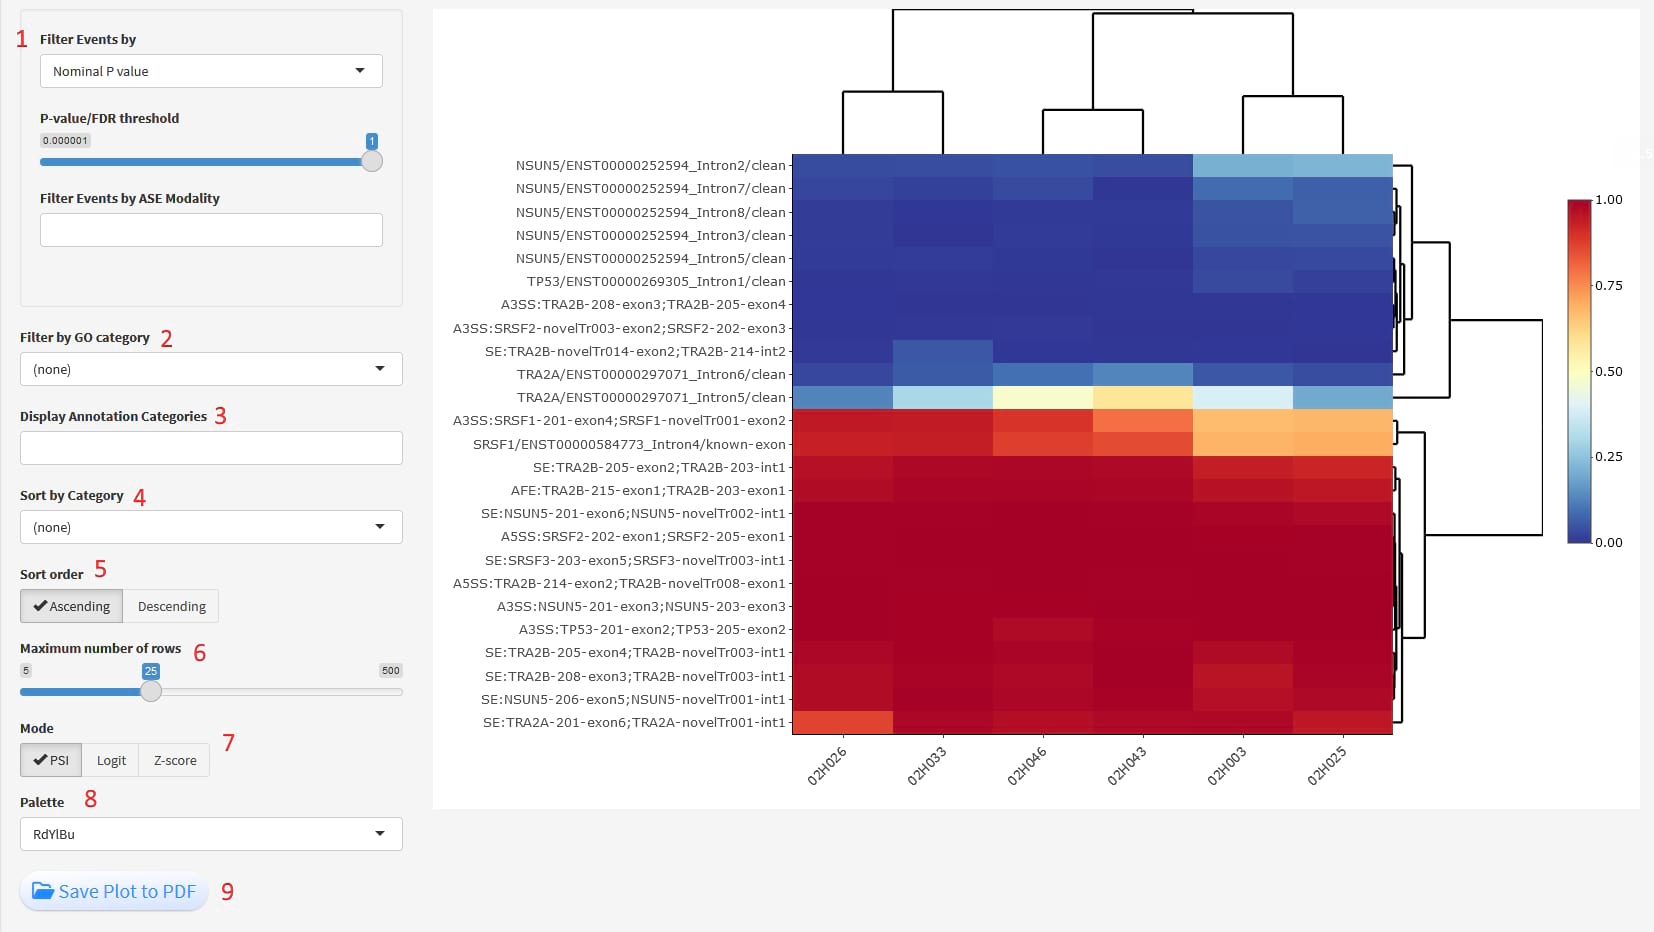 1 Filter Events by
Nominal P value
P-value/FDR threshold
0.000001
1
Filter Events by ASE Modality
Filter by GO category 2
(none)
Display Annotation Categories 3
Sort by Category 4
(none)
Sort order 5
Ascending Descending
Maximum number of rows 6
5 25 500
Mode
PSI Logit Z-score 7
Palette 8
RdYlBu
Save Plot to PDF 9
NSUN5/ENST00000252594_Intron2/clean
NSUN5/ENST00000252594_Intron7/clean
NSUN5/ENST00000252594_Intron8/clean
NSUN5/ENST00000252594_Intron3/clean
NSUN5/ENST00000252594_Intron5/clean
TP53/ENST00000269305_Intron1/clean
A3SS:TRA2B-208-exon3;TRA2B-205-exon4
A3SS:SRSF2-novelTr003-exon2;SRSF2-202-exon3
SE:TRA2B-novelTr014-exon2;TRA2B-214-int2
TRA2A/ENST00000297071_Intron6/clean
TRA2A/ENST00000297071_Intron5/clean
A3SS:SRSF1-201-exon4;SRSF1-novelTr001-exon2
SRSF1/ENST00000584773_Intron4/known-exon
SE:TRA2B-205-exon2;TRA2B-203-int1
AFE:TRA2B-215-exon1;TRA2B-203-exon1
SE:NSUN5-201-exon6;NSUN5-novelTr002-int1
A5SS:SRSF2-202-exon1;SRSF2-205-exon1
SE:SRSF3-203-exon5;SRSF3-novelTr003-int1
A5SS:TRA2B-214-exon2;TRA2B-novelTr008-exon1
A3SS:NSUN5-201-exon3;NSUN5-203-exon3
A3SS:TP53-201-exon2;TP53-205-exon2
SE:TRA2B-205-exon4;TRA2B-novelTr003-int1
SE:TRA2B-208-exon3;TRA2B-novelTr003-int1
SE:NSUN5-206-exon5;NSUN5-novelTr001-int1
SE:TRA2A-201-exon6;TRA2A-novelTr001-int1
02H026 02H033 02H046 02H043 02H003 02H025
1.00
0.75
0.50
0.25
0.00